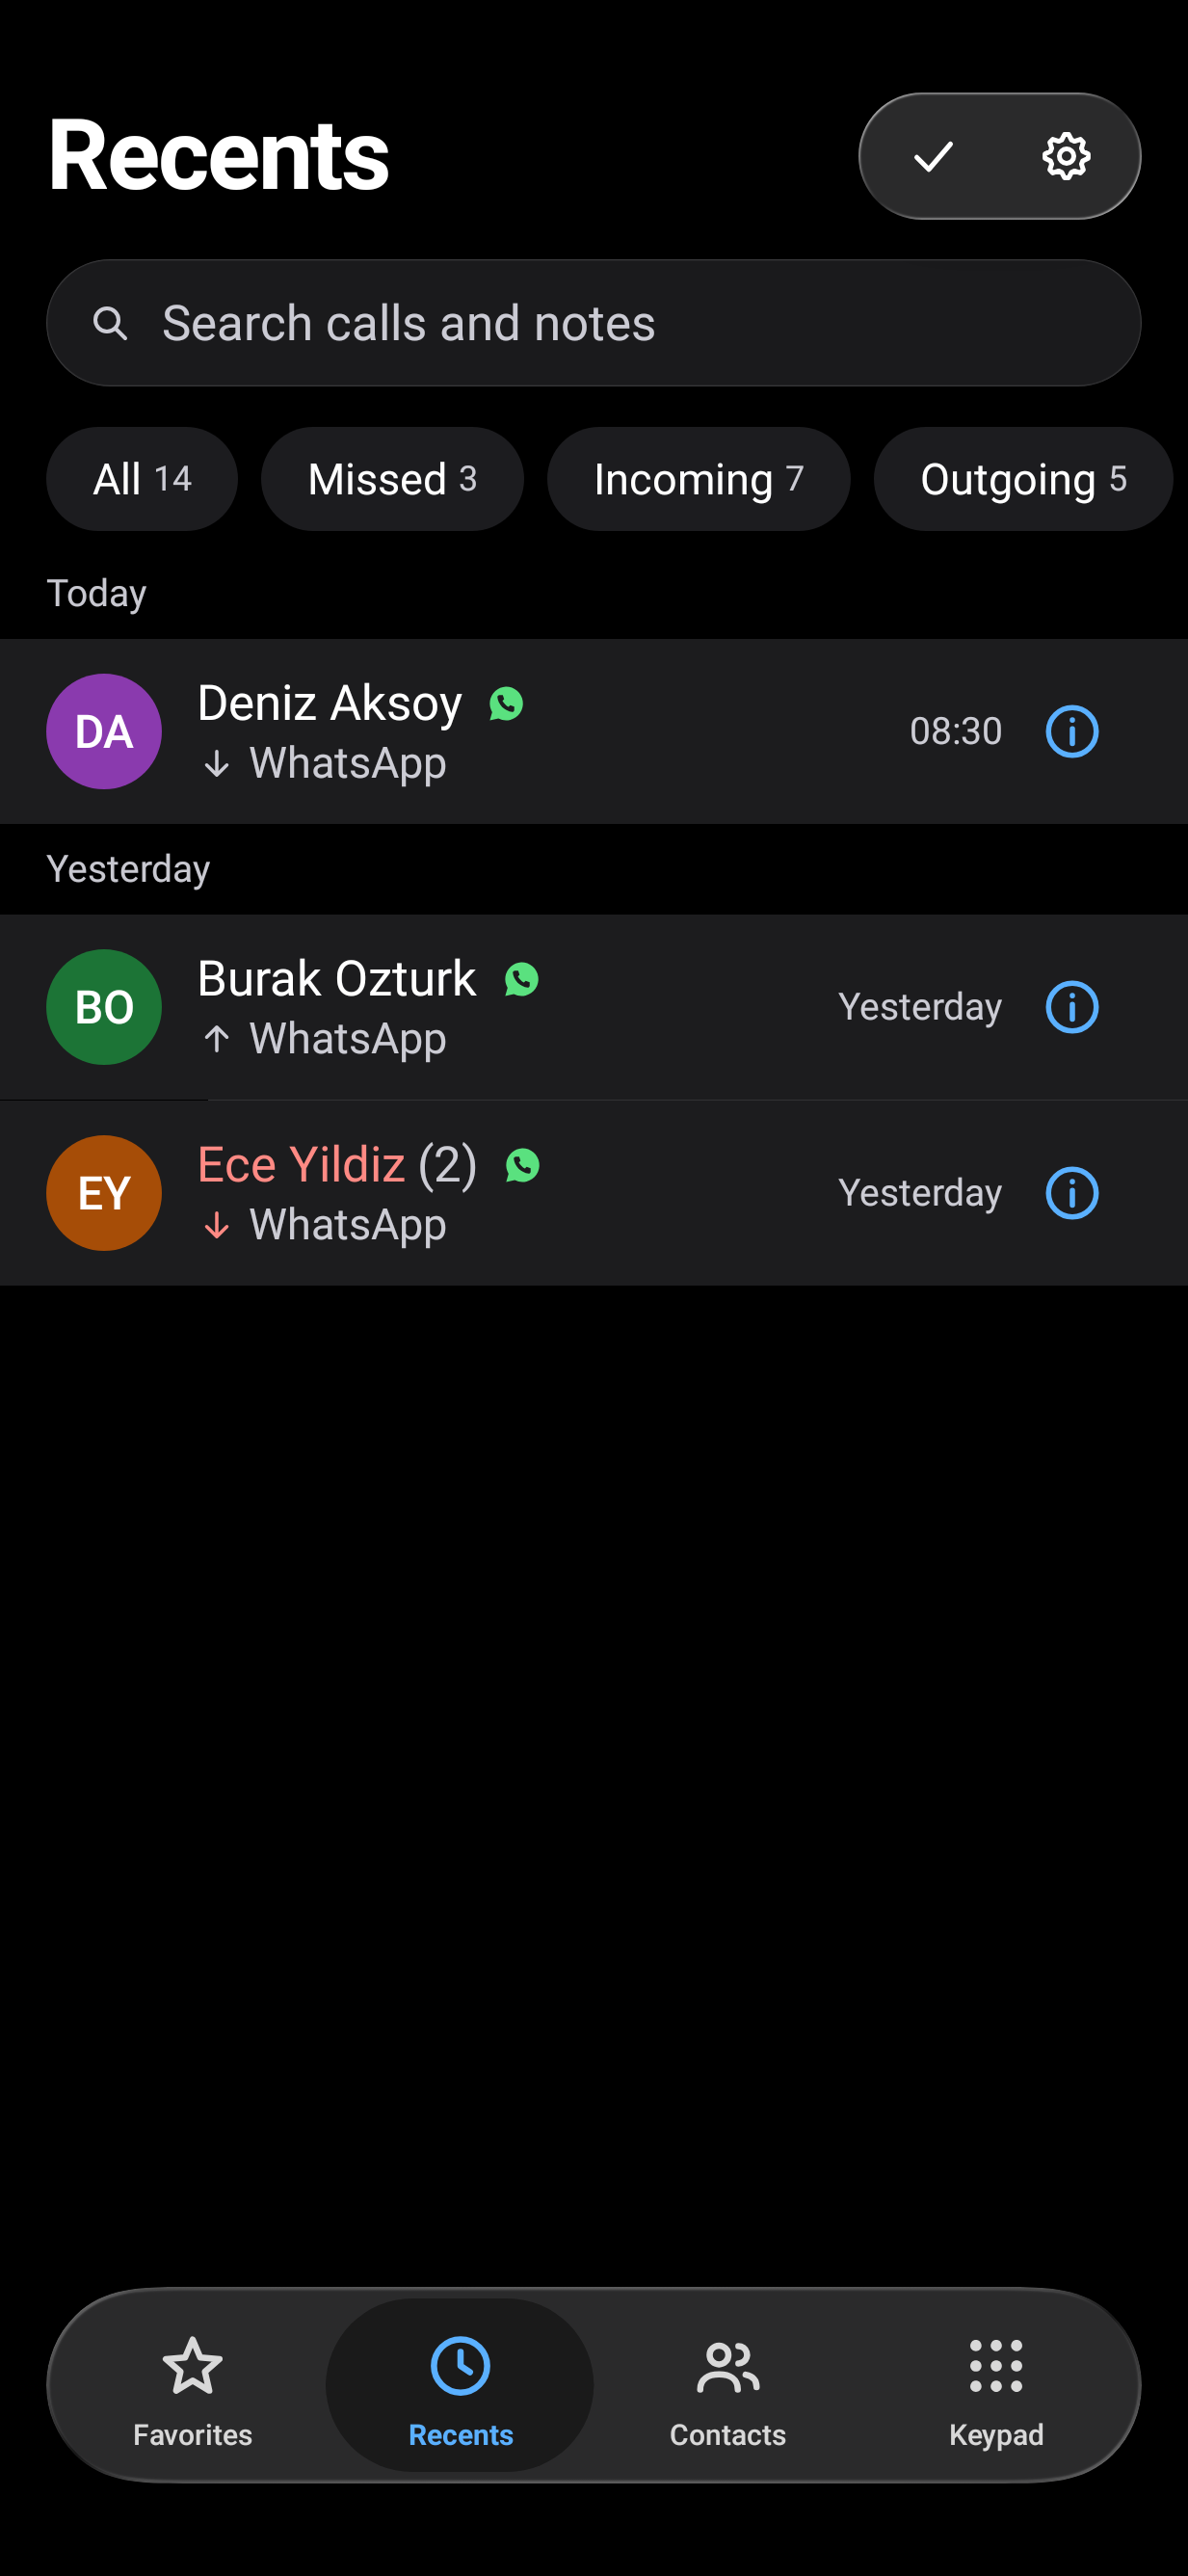 Recents
Search calls and notes
All 14
Missed 3
Incoming 7
Outgoing 5
Today
DA
Deniz Aksoy
WhatsApp
08:30
Yesterday
BO
Burak Ozturk
WhatsApp
Yesterday
EY
Ece Yildiz (2)
WhatsApp
Yesterday
Favorites
Recents
Contacts
Keypad